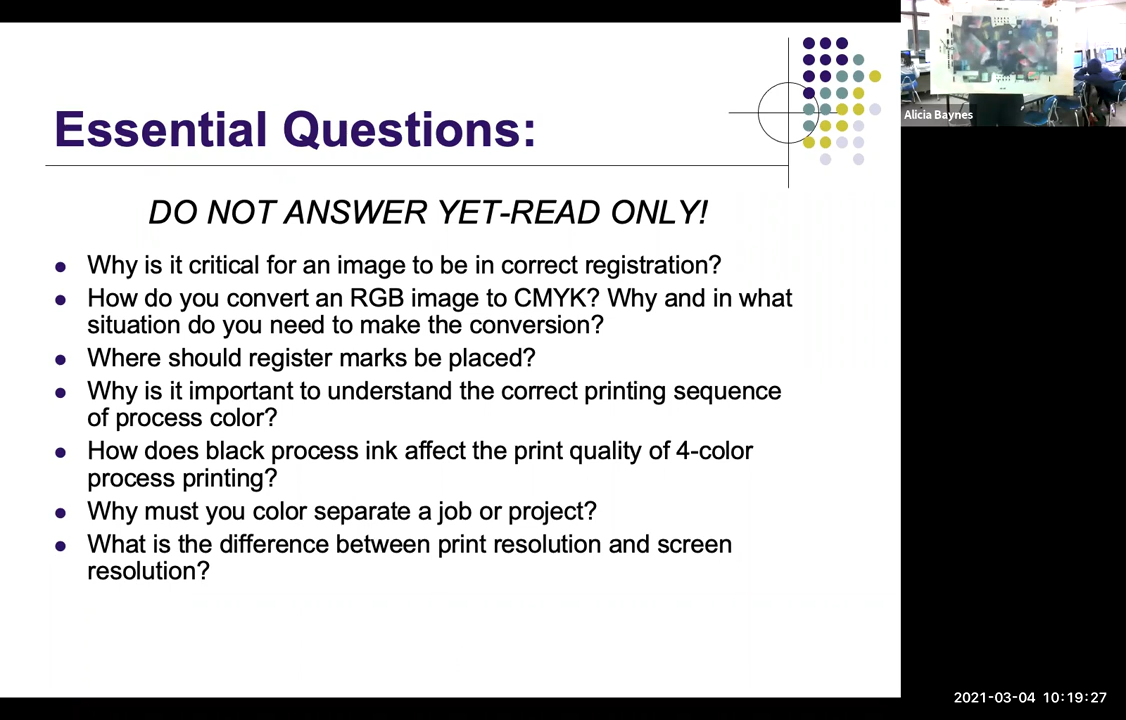 Essential Questions:
DO NOT ANSWER YET-READ ONLY!
Why is it critical for an image to be in correct registration?
How do you convert an RGB image to CMYK? Why and in what
situation do you need to make the conversion?
Where should register marks be placed?
Why is it important to understand the correct printing sequence
of process color?
How does black process ink affect the print quality of 4-color
process printing?
Why must you color separate a job or project?
What is the difference between print resolution and screen
resolution?
Alicia Baynes
2021-03-04 10:19:27